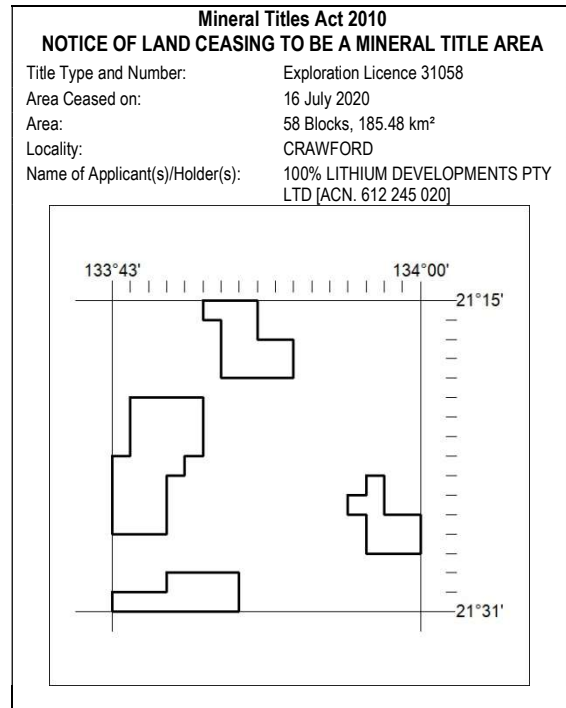 Mineral Titles Act 2010
NOTICE OF LAND CEASING TO BE A MINERAL TITLE AREA
Title Type and Number: Exploration Licence 31058
Area Ceased on: 16 July 2020
Area: 58 Blocks, 185.48 km²
Locality: CRAWFORD
Name of Applicant(s)/Holder(s): 100% LITHIUM DEVELOPMENTS PTY
LTD [ACN. 612 245 020]
133°43' 134°00'
21°15'
21°31'